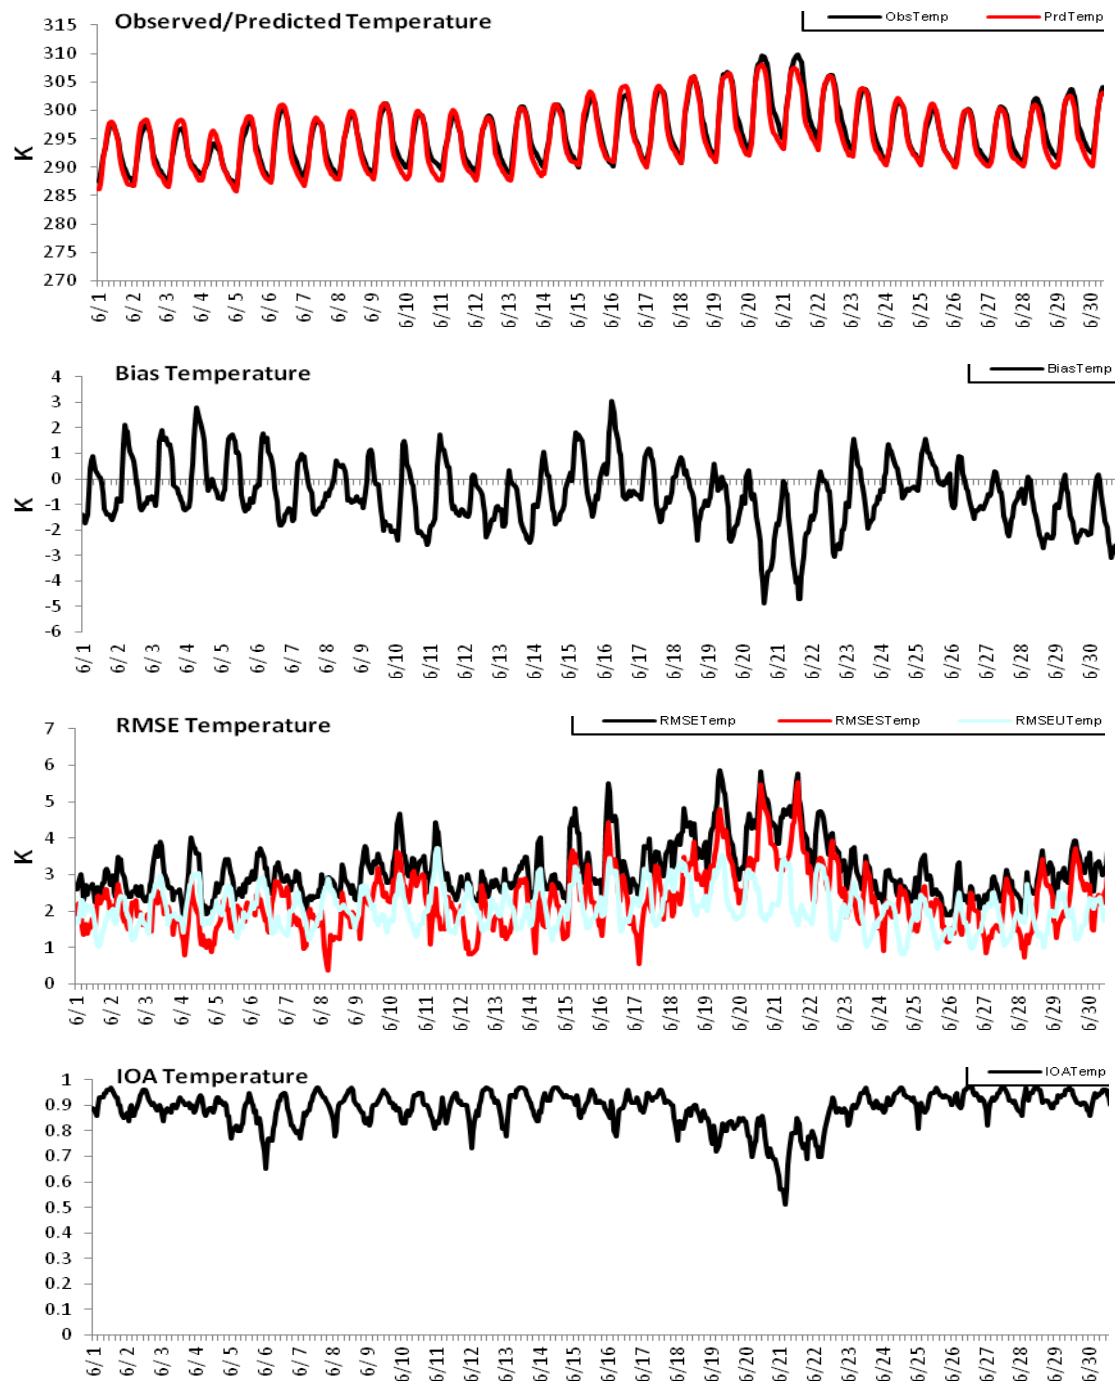 Observed/Predicted Temperature
ObsTemp PrdTemp
315
310
305
300
295
290
285
280
275
270
K
6/1 6/2 6/3 6/4 6/5 6/6 6/7 6/8 6/9 6/10 6/11 6/12 6/13 6/14 6/15 6/16 6/17 6/18 6/19 6/20 6/21 6/22 6/23 6/24 6/25 6/26 6/27 6/28 6/29 6/30
Bias Temperature
BiasTemp
4
3
2
1
0
-1
-2
-3
-4
-5
-6
K
6/1 6/2 6/3 6/4 6/5 6/6 6/7 6/8 6/9 6/10 6/11 6/12 6/13 6/14 6/15 6/16 6/17 6/18 6/19 6/20 6/21 6/22 6/23 6/24 6/25 6/26 6/27 6/28 6/29 6/30
RMSE Temperature
RMSETemp RMSESTemp RMSEUTemp
7
6
5
4
3
2
1
0
K
6/1 6/2 6/3 6/4 6/5 6/6 6/7 6/8 6/9 6/10 6/11 6/12 6/13 6/14 6/15 6/16 6/17 6/18 6/19 6/20 6/21 6/22 6/23 6/24 6/25 6/26 6/27 6/28 6/29 6/30
IOA Temperature
IOATemp
1
0.9
0.8
0.7
0.6
0.5
0.4
0.3
0.2
0.1
0
6/1 6/2 6/3 6/4 6/5 6/6 6/7 6/8 6/9 6/10 6/11 6/12 6/13 6/14 6/15 6/16 6/17 6/18 6/19 6/20 6/21 6/22 6/23 6/24 6/25 6/26 6/27 6/28 6/29 6/30